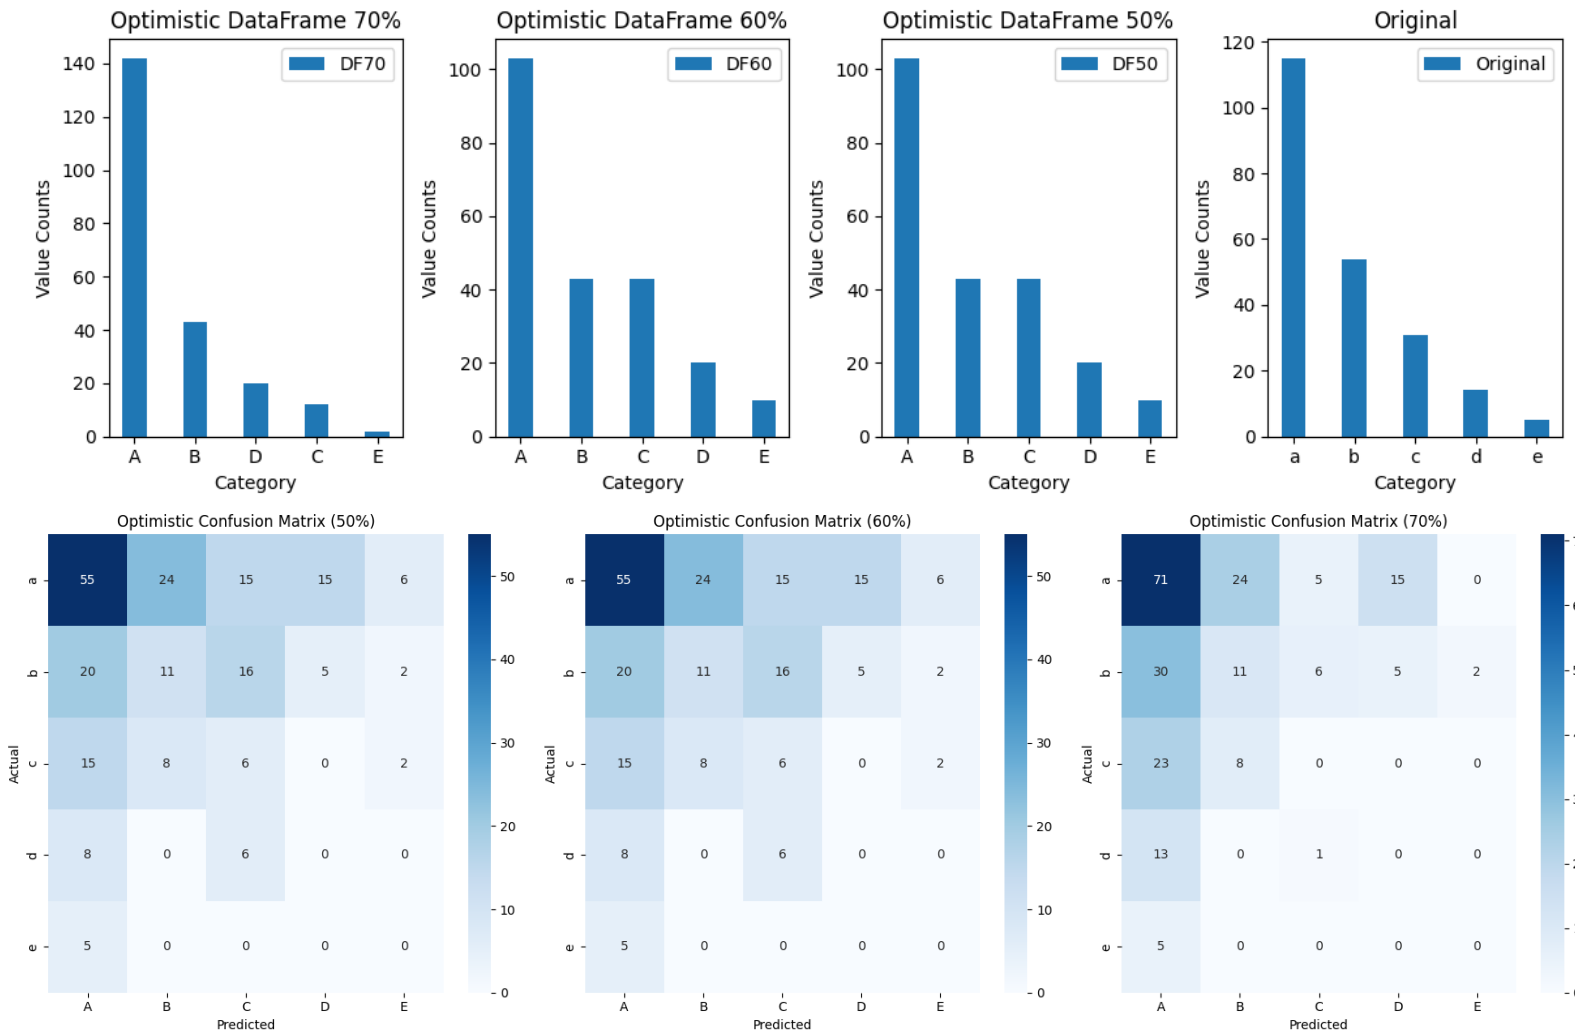 Optimistic DataFrame 70%
DF70
140
120
100
80
60
40
20
0
Value Counts
A B D C E
Category
Optimistic DataFrame 60%
DF60
100
80
60
40
20
0
Value Counts
A B C D E
Category
Optimistic DataFrame 50%
DF50
100
80
60
40
20
0
Value Counts
A B C D E
Category
Original
Original
120
100
80
60
40
20
0
Value Counts
a b c d e
Category
Optimistic Confusion Matrix (50%)
a 55 24 15 15 6
b 20 11 16 5 2
c 15 8 6 0 2
d 8 0 6 0 0
e 5 0 0 0 0
Actual
A B C D E
Predicted
50
40
30
20
10
0
Optimistic Confusion Matrix (60%)
a 55 24 15 15 6
b 20 11 16 5 2
c 15 8 6 0 2
d 8 0 6 0 0
e 5 0 0 0 0
Actual
A B C D E
Predicted
50
40
30
20
10
0
Optimistic Confusion Matrix (70%)
a 71 24 5 15 0
b 30 11 6 5 2
c 23 8 0 0 0
d 13 0 1 0 0
e 5 0 0 0 0
Actual
A B C D E
Predicted